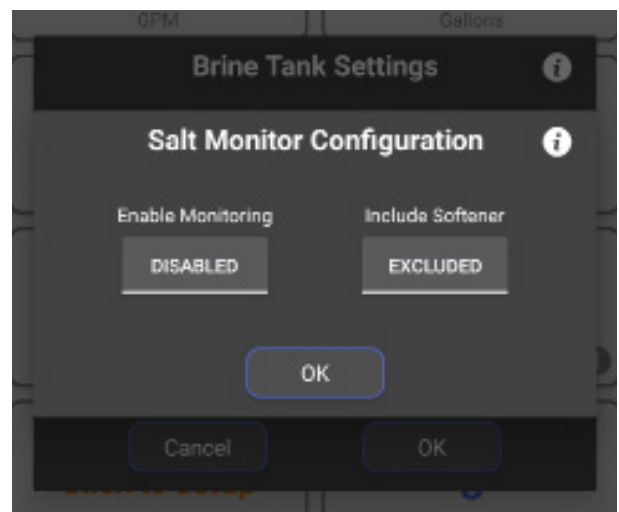 GPM Gallons
Brine Tank Settings i
Salt Monitor Configuration i
Enable Monitoring Include Softener
DISABLED EXCLUDED
OK
Cancel OK